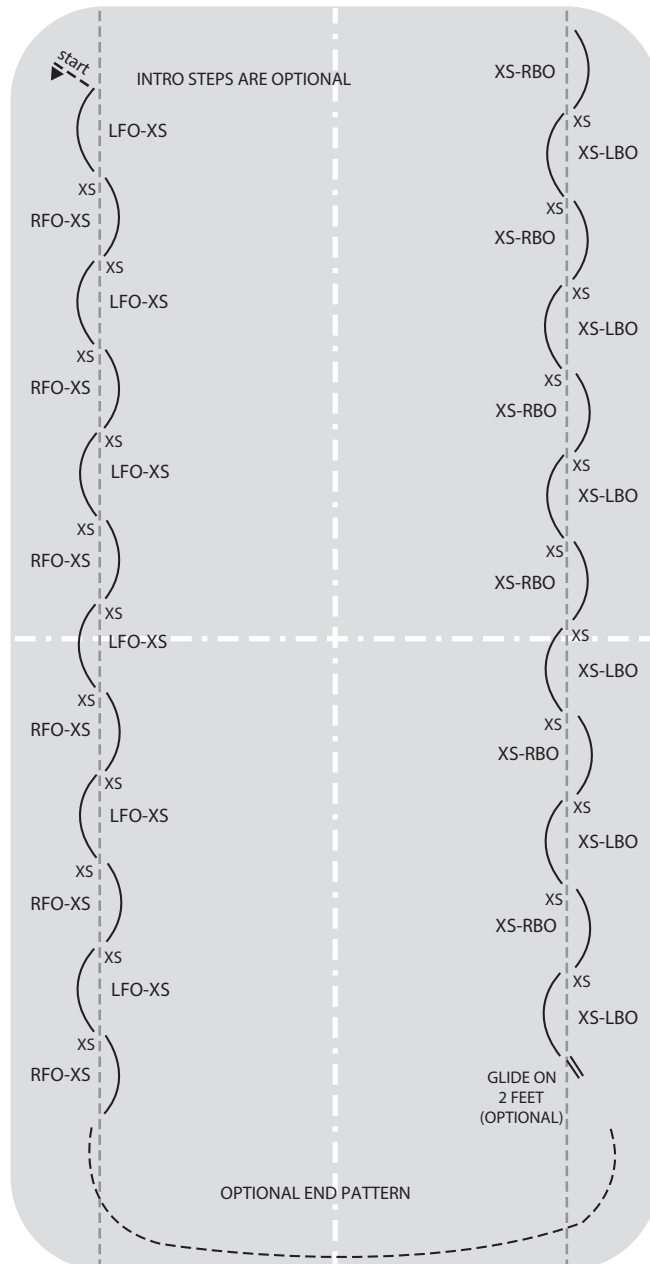 start
INTRO STEPS ARE OPTIONAL
LFO-XS
XS
RFO-XS
XS
LFO-XS
XS
RFO-XS
XS
LFO-XS
XS
RFO-XS
XS
LFO-XS
XS
RFO-XS
XS
LFO-XS
XS
RFO-XS
XS
LFO-XS
XS
RFO-XS
XS-RBO
XS
XS-LBO
XS
XS-RBO
XS
XS-LBO
XS
XS-RBO
XS
XS-LBO
XS
XS-RBO
XS
XS-LBO
XS
XS-RBO
XS
XS-LBO
XS
XS-RBO
XS
XS-LBO
GLIDE ON
2 FEET
(OPTIONAL)
OPTIONAL END PATTERN